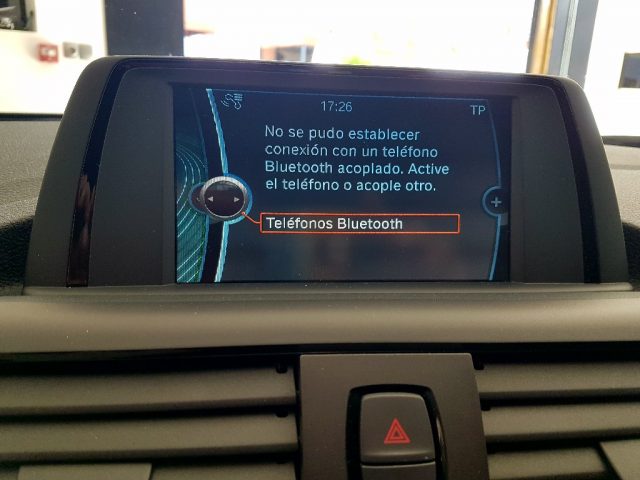 17:26
TP
No se pudo establecer
conexión con un teléfono
Bluetooth acoplado. Active
el teléfono o acople otro.
Teléfonos Bluetooth